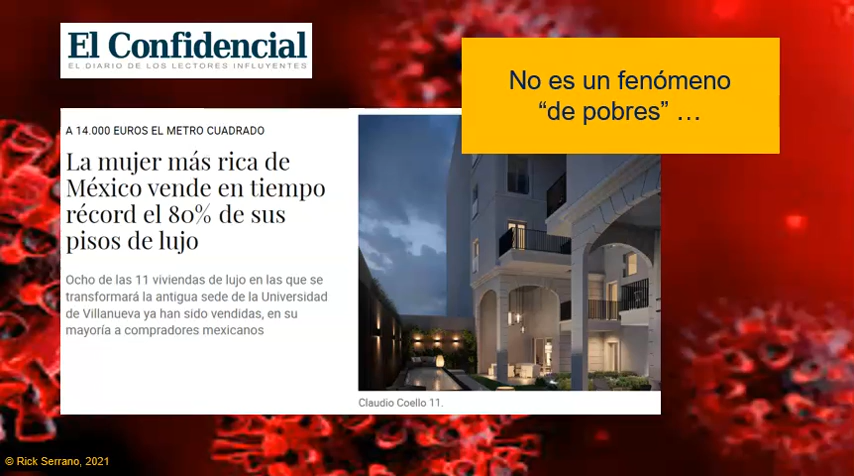 El Confidencial
EL DIARIO DE LOS LECTORES INFLUYENTES
No es un fenómeno
“de pobres” …
A 14.000 EUROS EL METRO CUADRADO
La mujer más rica de
México vende en tiempo
récord el 80% de sus
pisos de lujo
Ocho de las 11 viviendas de lujo en las que se
transformará la antigua sede de la Universidad
de Villanueva ya han sido vendidas, en su
mayoría a compradores mexicanos
Claudio Coello 11.
© Rick Serrano, 2021